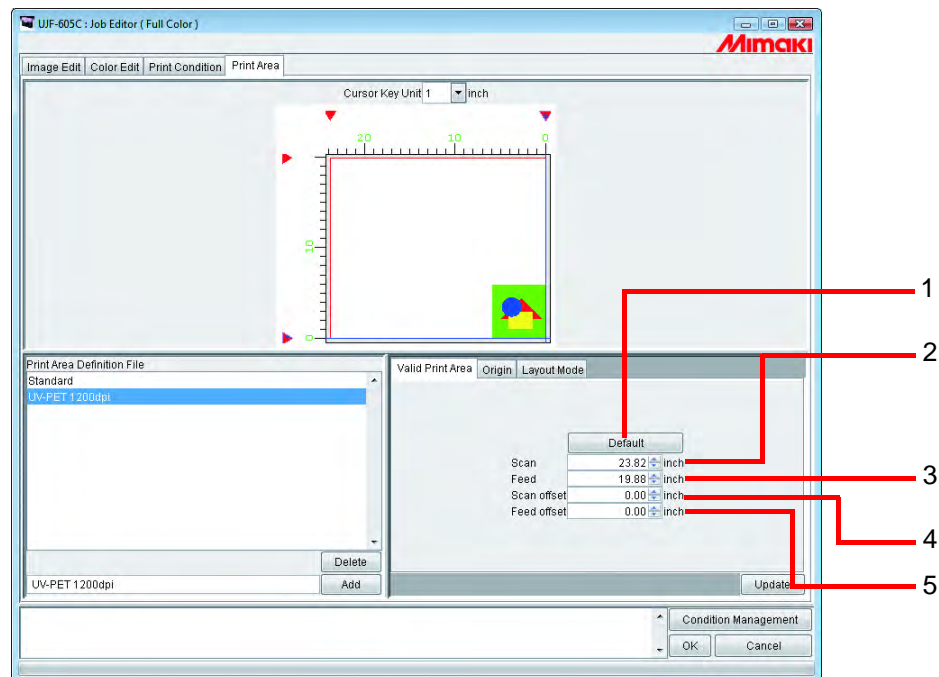 UJF-605C : Job Editor ( Full Color )
Mimaki
Image Edit Color Edit Print Condition Print Area
Cursor Key Unit 1 inch
20 10 0
10
0
1
2
3
4
5
Print Area Definition File
Standard
UV-PET 1200dpi
Delete
UV-PET 1200dpi Add
Valid Print Area Origin Layout Mode
Default
Scan 23.82 inch
Feed 19.88 inch
Scan offset 0.00 inch
Feed offset 0.00 inch
Update
Condition Management
OK Cancel